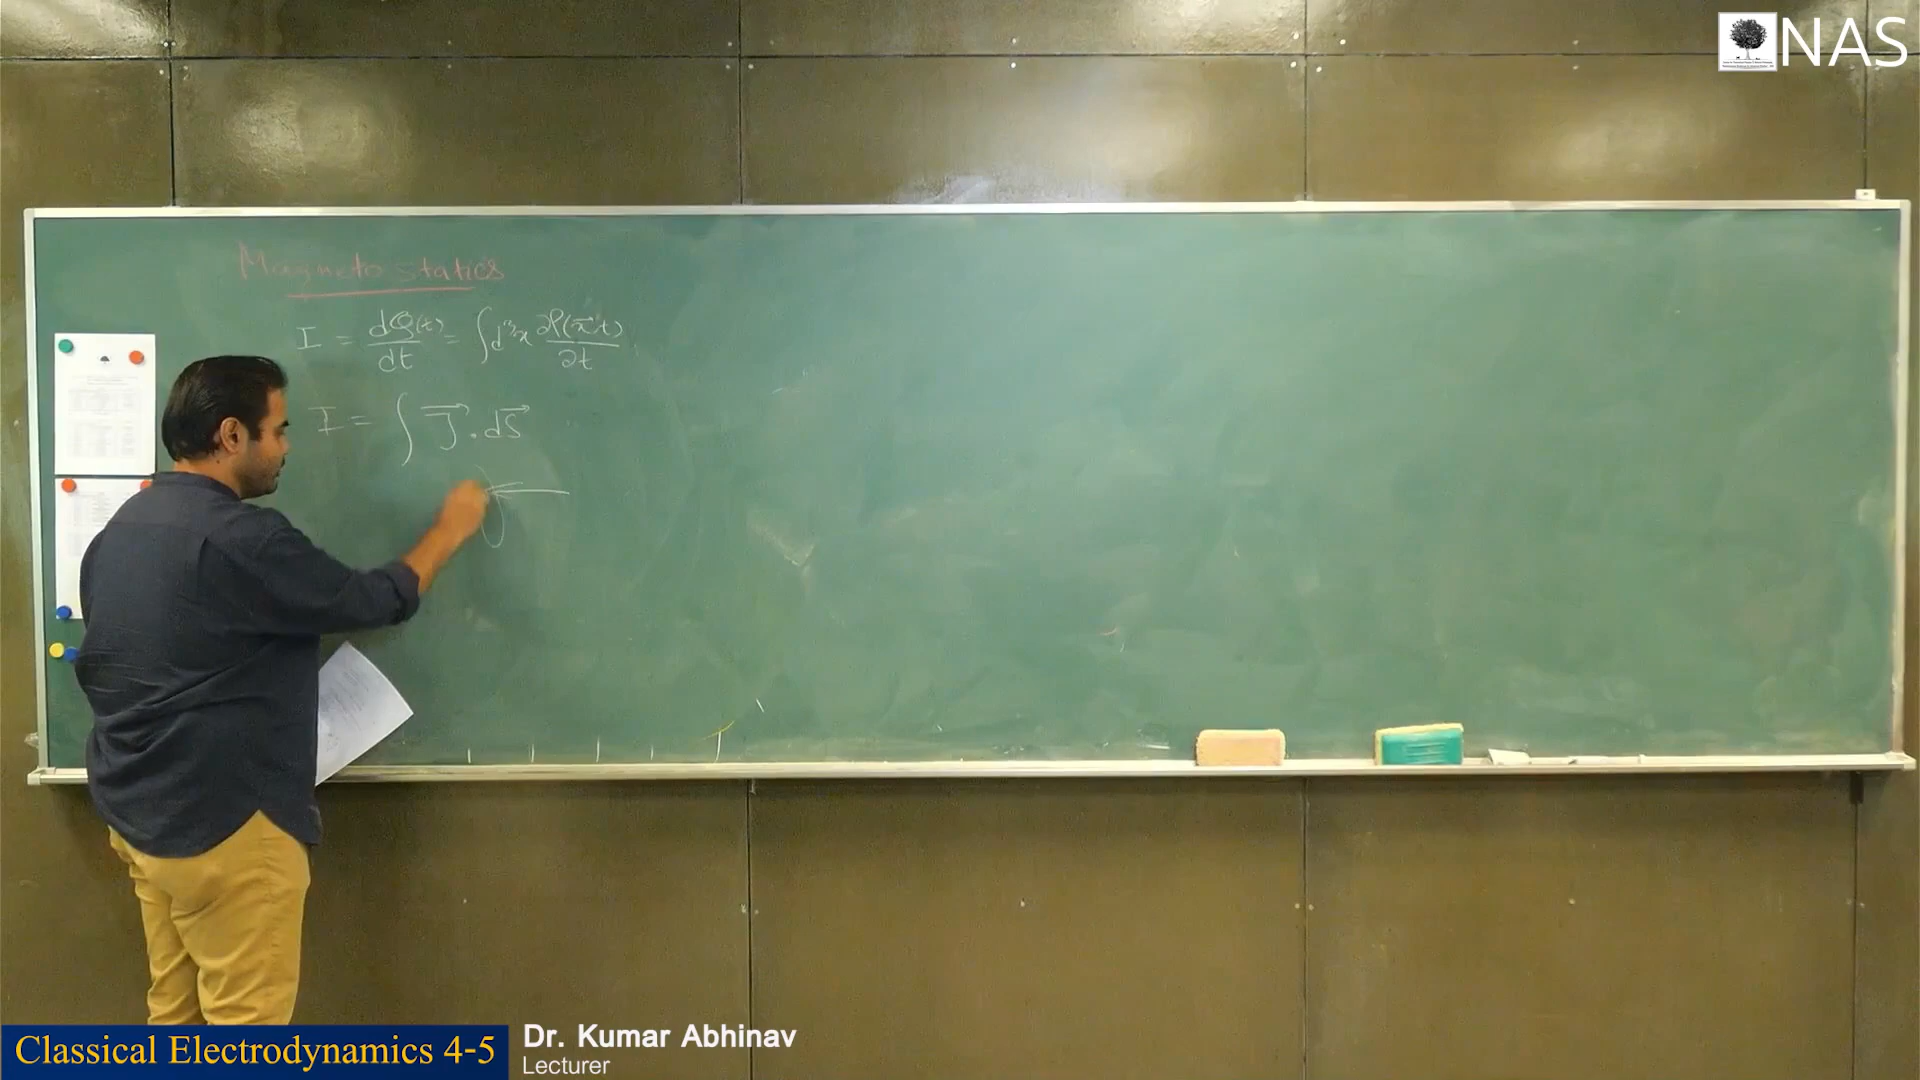 NAS
Magnetostatics
I = dQ(t)/dt = ∫d³x ∂ρ(x⃗,t)/∂t
I = ∫ J⃗ . dS⃗
Classical Electrodynamics 4-5
Dr. Kumar Abhinav
Lecturer